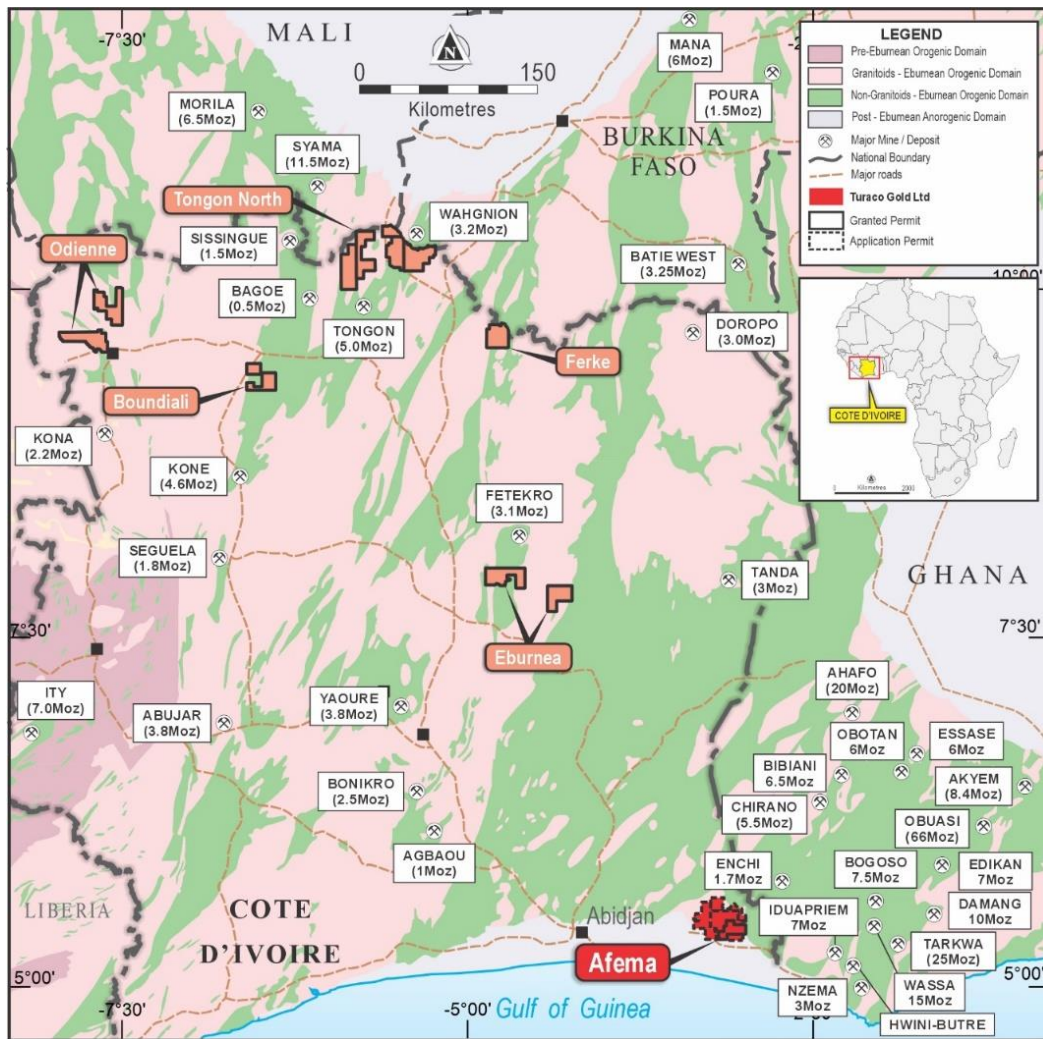 -7°30'
MALI
N
0 150
Kilometres
MANA
(6Moz)
POURA
(1.5Moz)
BURKINA
FASO
MORILA
(6.5Moz)
SYAMA
(11.5Moz)
Tongon North
WAHGNION
(3.2Moz)
SISSINGUE
(1.5Moz)
Odienne
BATIE WEST
(3.25Moz)
BAGOE
(0.5Moz)
10°00'
TONGON
(5.0Moz)
DOROPO
(3.0Moz)
Ferke
Boundiali
KONA
(2.2Moz)
KONE
(4.6Moz)
FETEKRO
(3.1Moz)
SEGUELA
(1.8Moz)
TANDA
(3Moz)
GHANA
7°30'
7°30'
Eburnea
ITY
(7.0Moz)
ABUJAR
(3.8Moz)
YAOURE
(3.8Moz)
AHAFO
(20Moz)
OBOTAN
6Moz
ESSASE
6Moz
BIBIANI
6.5Moz
AKYEM
(8.4Moz)
BONIKRO
(2.5Moz)
CHIRANO
(5.5Moz)
OBUASI
(66Moz)
AGBAOU
(1Moz)
ENCHI
1.7Moz
BOGOSO
7.5Moz
EDIKAN
7Moz
LIBERIA
COTE
D'IVOIRE
Abidjan
IDUAPRIEM
7Moz
DAMANG
10Moz
Afema
TARKWA
(25Moz)
5°00'
5°00'
NZEMA
3Moz
WASSA
15Moz
HWINI-BUTRE
-7°30'
-5°00'
Gulf of Guinea
LEGEND
Pre-Eburnean Orogenic Domain
Granitoids - Eburnean Orogenic Domain
Non-Granitoids - Eburnean Orogenic Domain
Post - Eburnean Anorogenic Domain
Major Mine / Deposit
National Boundary
Major roads
Turaco Gold Ltd
Granted Permit
Application Permit
COTE D'IVOIRE
N
Kilometres
0 2000